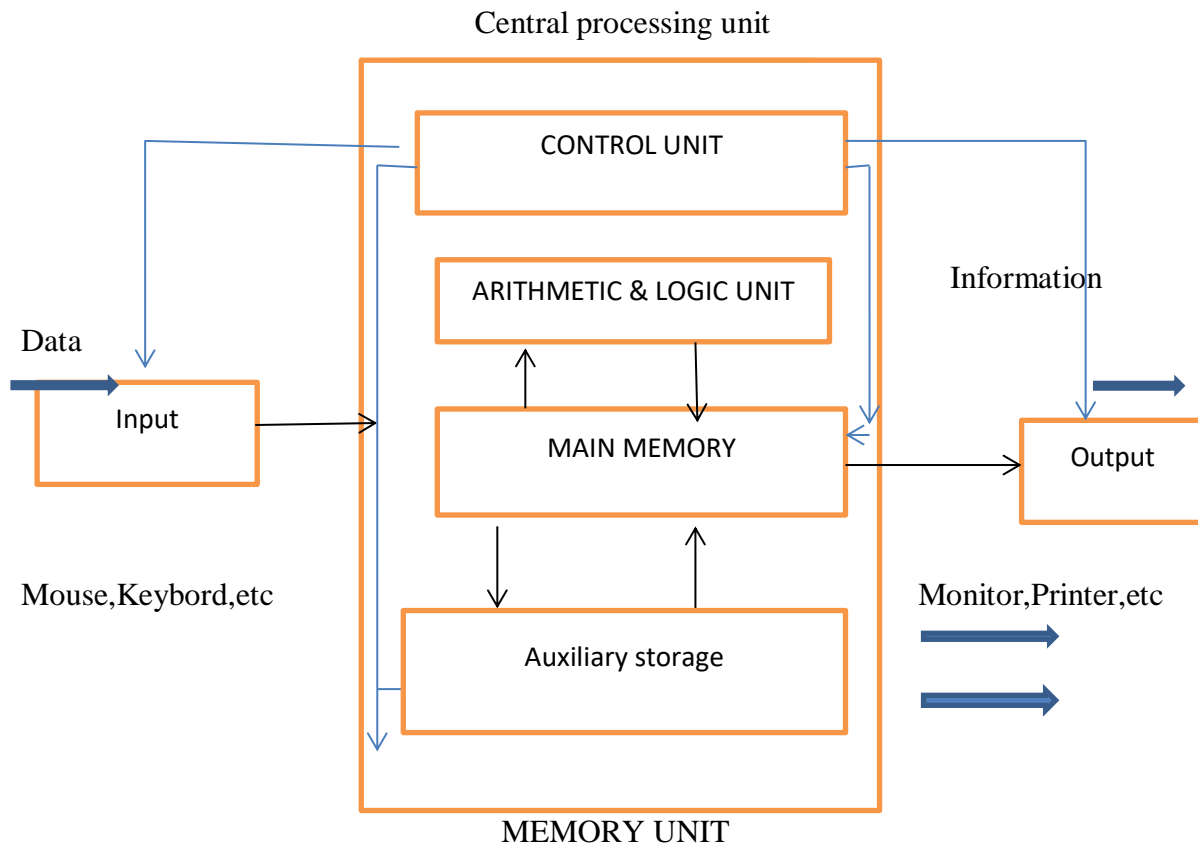 Central processing unit
CONTROL UNIT
ARITHMETIC & LOGIC UNIT
Information
Data
Input
MAIN MEMORY
Output
Mouse,Keybord,etc
Monitor,Printer,etc
Auxiliary storage
MEMORY UNIT